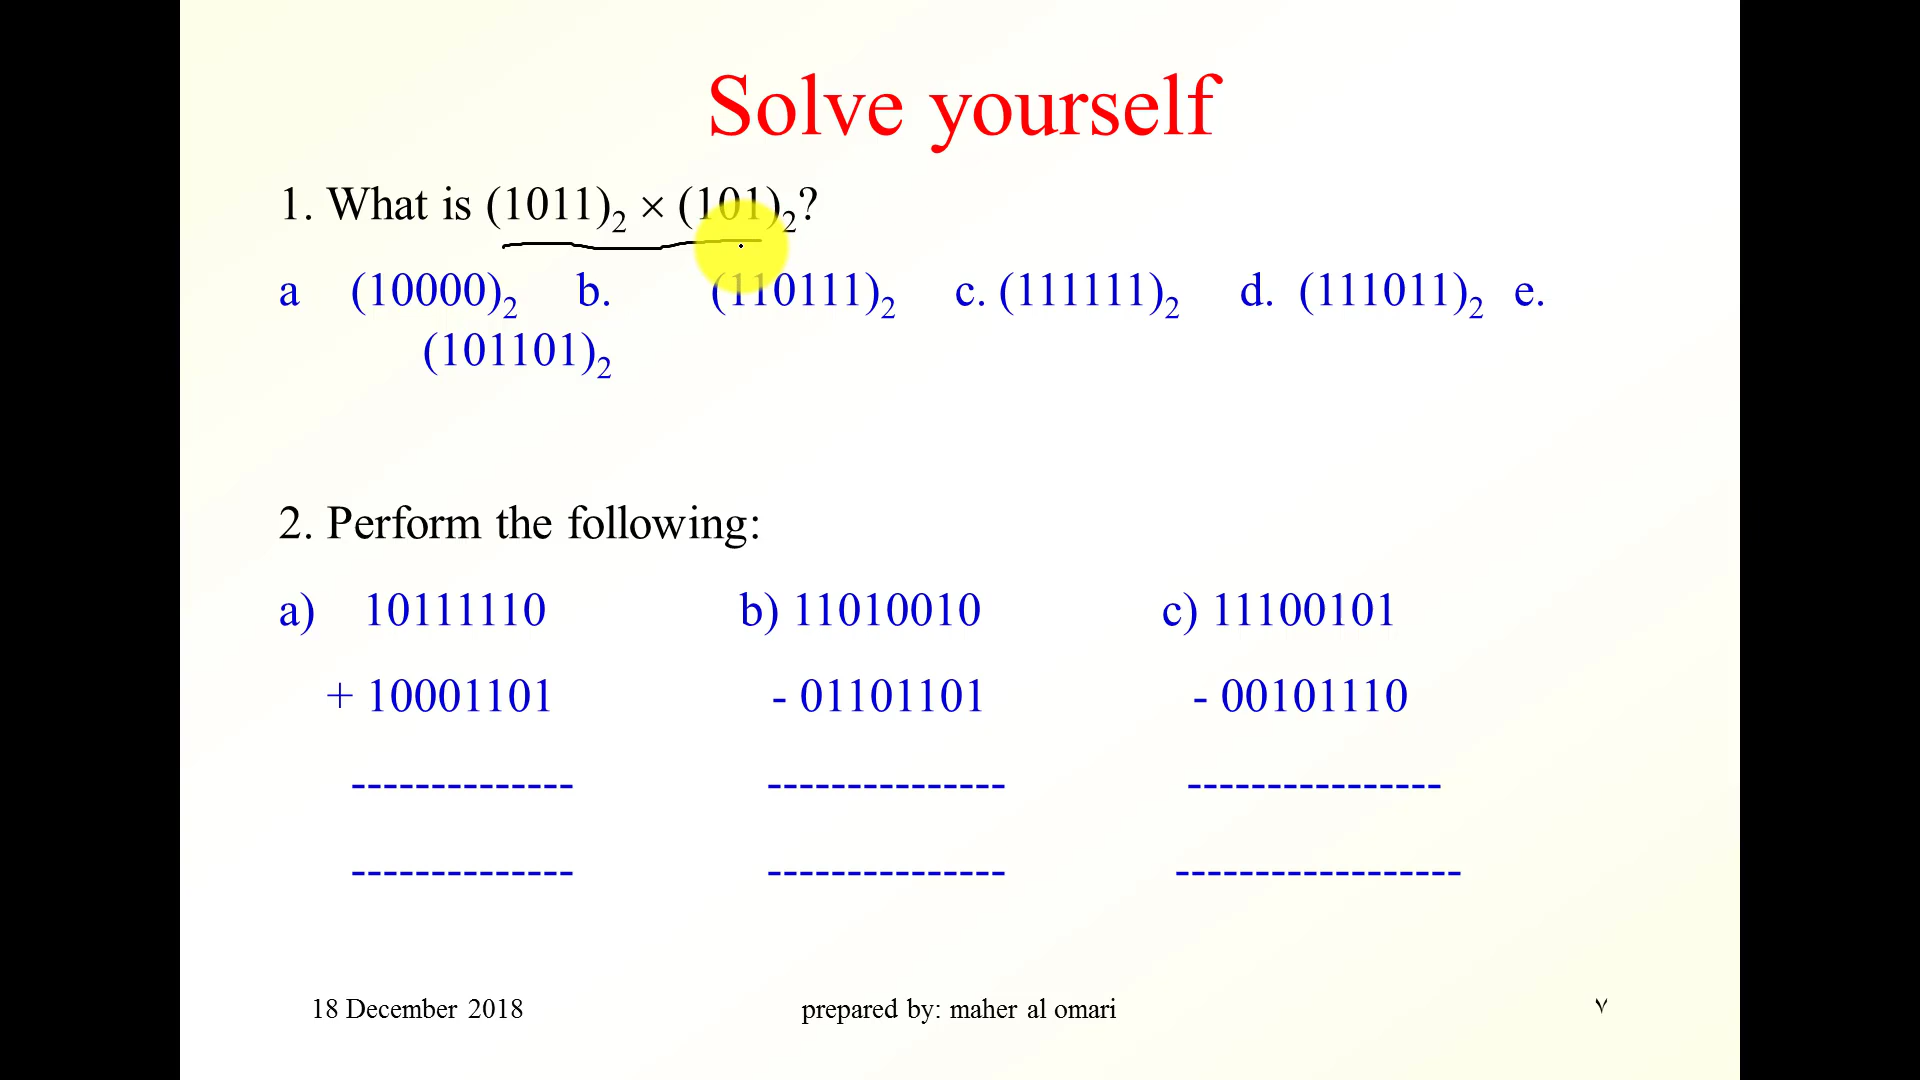 Solve yourself
1. What is (1011)₂ × (101)₂?
a (10000)₂ b. (110111)₂ c. (111111)₂ d. (111011)₂ e.
(101101)₂
2. Perform the following:
a) 10111110 b) 11010010 c) 11100101
+ 10001101 - 01101101 - 00101110
-------------- --------------- ----------------
-------------- --------------- ------------------
18 December 2018 prepared by: maher al omari ٧